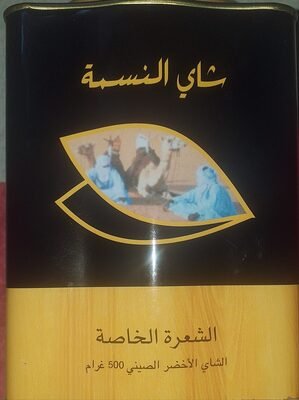 شاي النسمة
الشعرة الخاصة
الشاي الأخضر الصيني 500 غرام